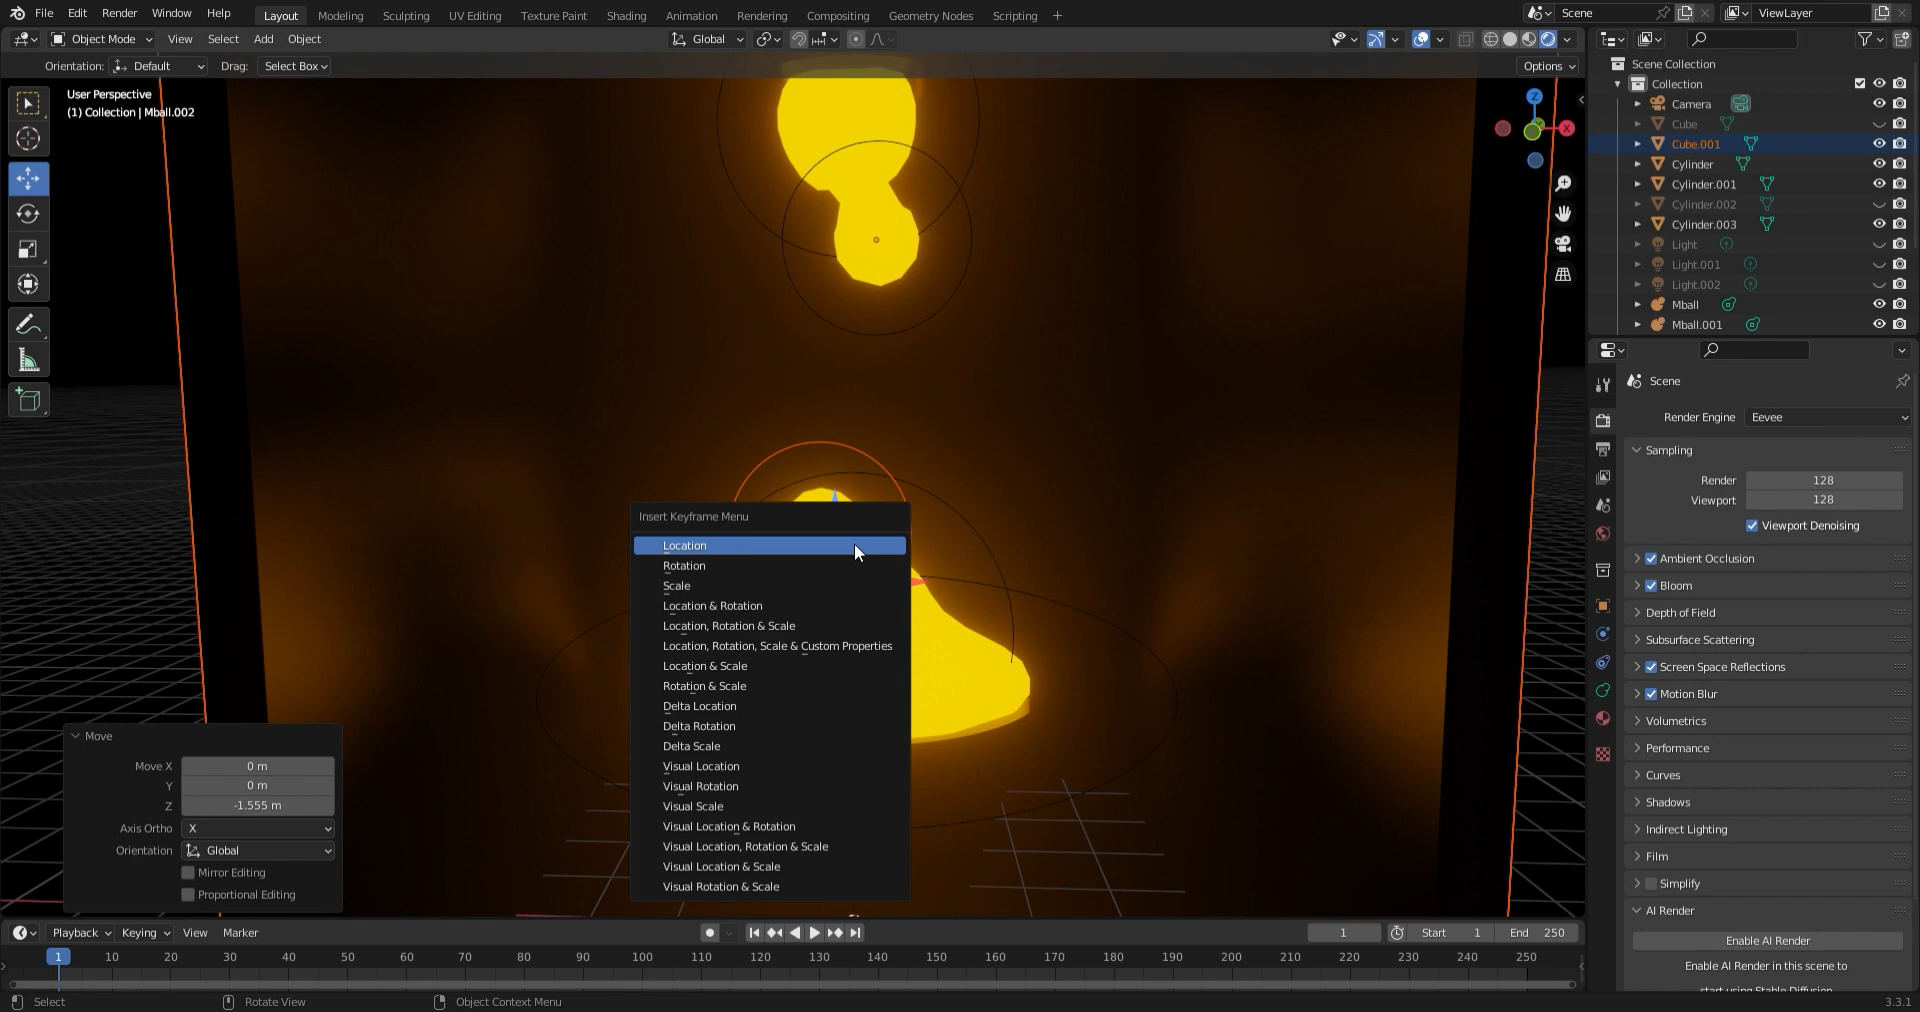 File Edit Render Window Help Layout Modeling Sculpting UV Editing Texture Paint Shading Animation Rendering Compositing Geometry Nodes Scripting + Scene ViewLayer
Object Mode View Select Add Object Global
Orientation: Default Drag: Select Box Options
User Perspective
(1) Collection | Mball.002
Z
X
Scene Collection
Collection
Camera
Cube
Cube.001
Cylinder
Cylinder.001
Cylinder.002
Cylinder.003
Light
Light.001
Light.002
Mball
Mball.001
Scene
Render Engine Eevee
Sampling
Render 128
Viewport 128
Viewport Denoising
Ambient Occlusion
Bloom
Depth of Field
Subsurface Scattering
Screen Space Reflections
Motion Blur
Volumetrics
Performance
Curves
Shadows
Indirect Lighting
Film
Simplify
AI Render
Enable AI Render
Enable AI Render in this scene to
start using Stable Diffusion
Insert Keyframe Menu
Location
Rotation
Scale
Location & Rotation
Location, Rotation & Scale
Location, Rotation, Scale & Custom Properties
Location & Scale
Rotation & Scale
Delta Location
Delta Rotation
Delta Scale
Visual Location
Visual Rotation
Visual Scale
Visual Location & Rotation
Visual Location, Rotation & Scale
Visual Location & Scale
Visual Rotation & Scale
Move
Move X 0 m
Y 0 m
Z -1.555 m
Axis Ortho X
Orientation Global
Mirror Editing
Proportional Editing
Playback Keying View Marker 1 Start 1 End 250
1 10 20 30 40 50 60 70 80 90 100 110 120 130 140 150 160 170 180 190 200 210 220 230 240 250
Select Rotate View Object Context Menu 3.3.1